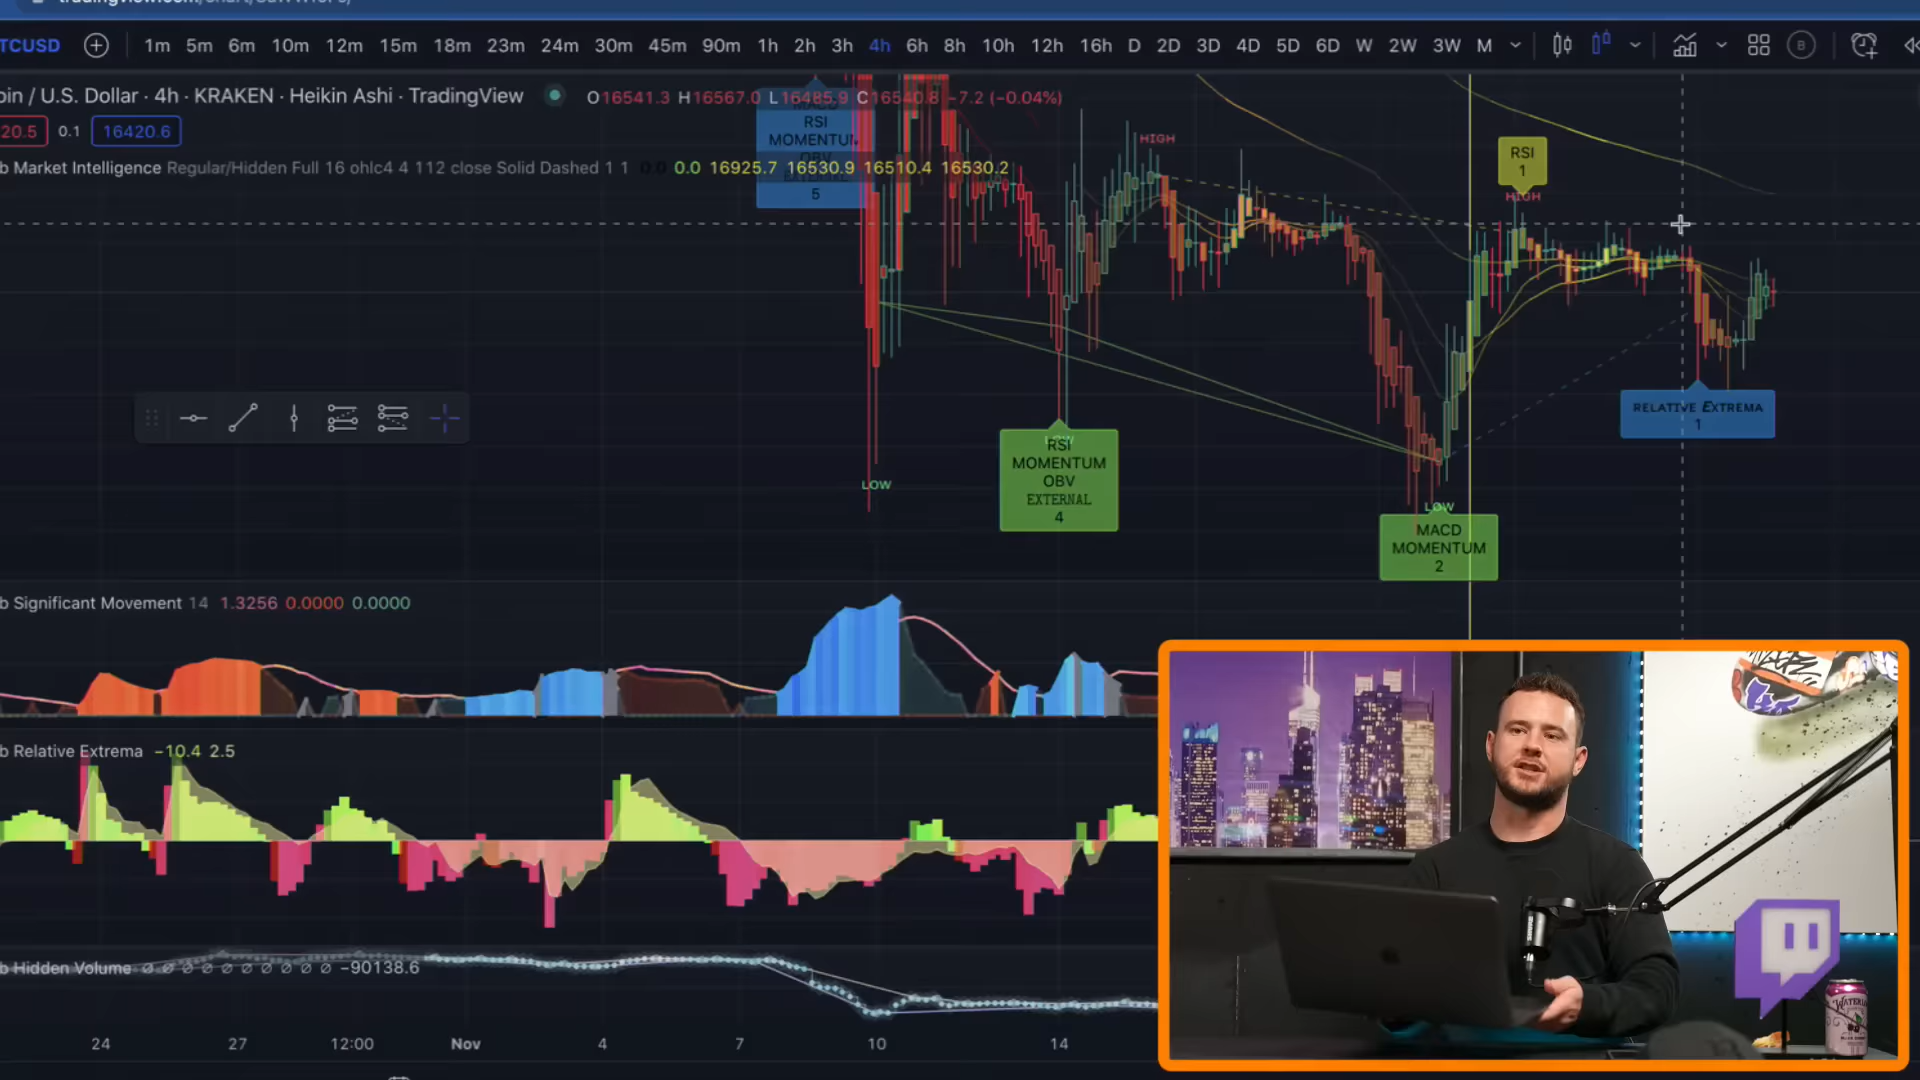 TCUSD 1m 5m 6m 10m 12m 15m 18m 23m 24m 30m 45m 90m 1h 2h 3h 4h 6h 8h 10h 12h 16h D 2D 3D 4D 5D 6D W 2W 3W M
oin / U.S. Dollar · 4h · KRAKEN · Heikin Ashi · TradingView O16541.3 H16567.0 L16485.9 C16540.8 −7.2 (−0.04%)
20.5 0.1 16420.6
b Market Intelligence Regular/Hidden Full 16 ohlc4 4 112 close Solid Dashed 1 1 0.0 0.0 16925.7 16530.9 16510.4 16530.2
RSI
MOMENTUM
OBV
EXTERNAL
5
HIGH
RSI
1
HIGH
RELATIVE EXTREMA
1
LOW
LOW
RSI
MOMENTUM
OBV
EXTERNAL
4
LOW
MACD
MOMENTUM
2
b Significant Movement 14 1.3256 0.0000 0.0000
b Relative Extrema −10.4 2.5
b Hidden Volume ∅ ∅ ∅ ∅ ∅ ∅ ∅ ∅ ∅ ∅ −90138.6
24 27 12:00 Nov 4 7 10 14